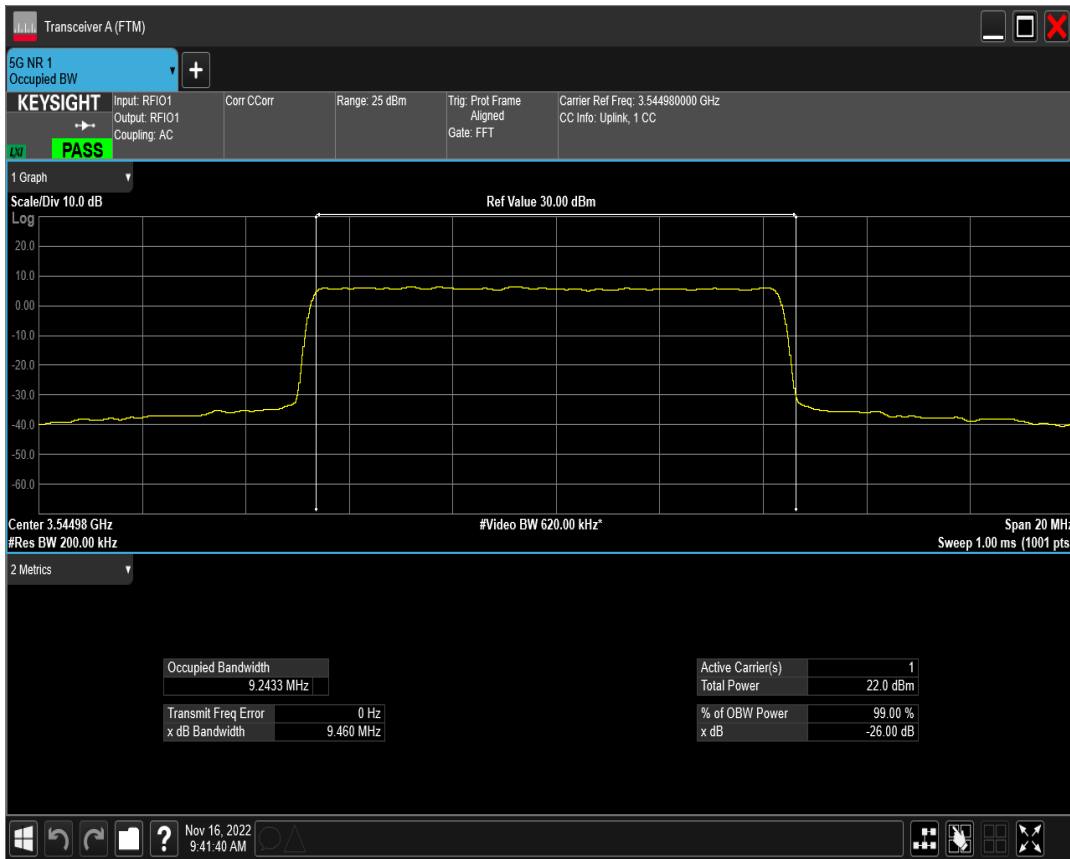 Transceiver A (FTM)
5G NR 1
Occupied BW
+
KEYSIGHT
LXI
PASS
Input: RFIO1
Output: RFIO1
Coupling: AC
Corr CCorr
Range: 25 dBm
Trig: Prot Frame
Aligned
Gate: FFT
Carrier Ref Freq: 3.544980000 GHz
CC Info: Uplink, 1 CC
1 Graph
Scale/Div 10.0 dB
Ref Value 30.00 dBm
Log
20.0
10.0
0.00
-10.0
-20.0
-30.0
-40.0
-50.0
-60.0
Center 3.54498 GHz
#Video BW 620.00 kHz*
Span 20 MHz
#Res BW 200.00 kHz
Sweep 1.00 ms (1001 pts
2 Metrics
Occupied Bandwidth
9.2433 MHz
Transmit Freq Error 0 Hz
x dB Bandwidth 9.460 MHz
Active Carrier(s) 1
Total Power 22.0 dBm
% of OBW Power 99.00 %
x dB -26.00 dB
?
Nov 16, 2022
9:41:40 AM